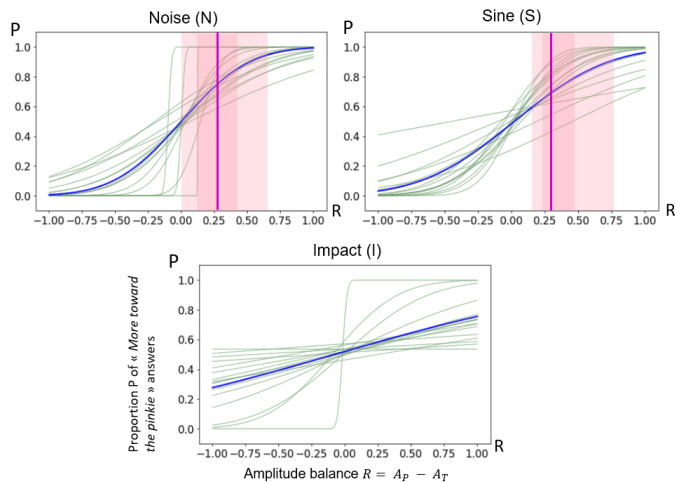 Noise (N)
P
1.0
0.8
0.6
0.4
0.2
0.0
−1.00 −0.75 −0.50 −0.25 0.00 0.25 0.50 0.75 1.00
R
Sine (S)
P
1.0
0.8
0.6
0.4
0.2
0.0
−1.00 −0.75 −0.50 −0.25 0.00 0.25 0.50 0.75 1.00
R
Impact (I)
P
Proportion P of « More toward
the pinkie » answers
1.0
0.8
0.6
0.4
0.2
0.0
−1.00 −0.75 −0.50 −0.25 0.00 0.25 0.50 0.75 1.00
R
Amplitude balance R = A_P − A_T